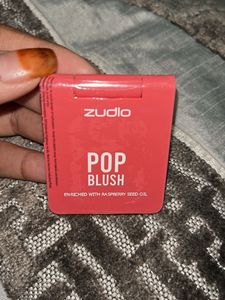 zudio
POP
BLUSH
ENRICHED WITH RASPBERRY SEED OIL